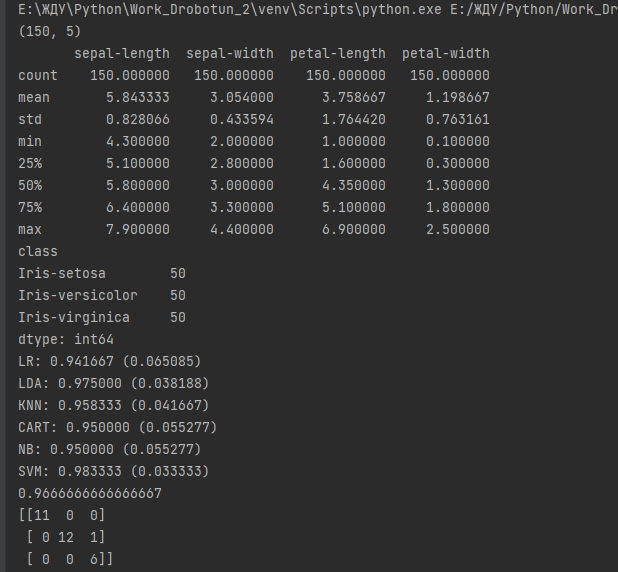 E:\ЖДУ\Python\Work_Drobotun_2\venv\Scripts\python.exe E:/ЖДУ/Python/Work_Dr
(150, 5)
       sepal-length  sepal-width  petal-length  petal-width
count    150.000000   150.000000    150.000000   150.000000
mean       5.843333     3.054000      3.758667     1.198667
std        0.828066     0.433594      1.764420     0.763161
min        4.300000     2.000000      1.000000     0.100000
25%        5.100000     2.800000      1.600000     0.300000
50%        5.800000     3.000000      4.350000     1.300000
75%        6.400000     3.300000      5.100000     1.800000
max        7.900000     4.400000      6.900000     2.500000
class
Iris-setosa        50
Iris-versicolor    50
Iris-virginica     50
dtype: int64
LR: 0.941667 (0.065085)
LDA: 0.975000 (0.038188)
KNN: 0.958333 (0.041667)
CART: 0.950000 (0.055277)
NB: 0.950000 (0.055277)
SVM: 0.983333 (0.033333)
0.9666666666666667
[[11  0  0]
 [ 0 12  1]
 [ 0  0  6]]